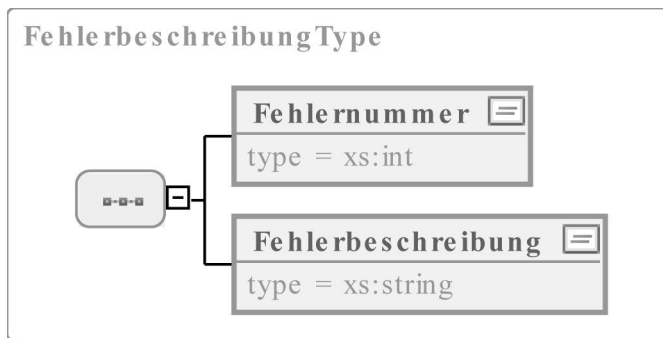 FehlerbeschreibungType
Fehlernummer
type = xs:int
Fehlerbeschreibung
type = xs:string